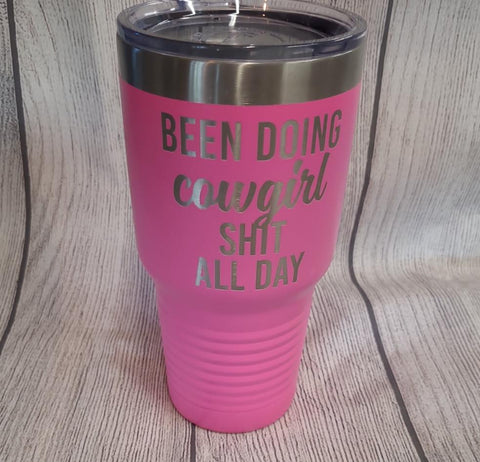 BEEN DOING
cowgirl
SHIT
ALL DAY